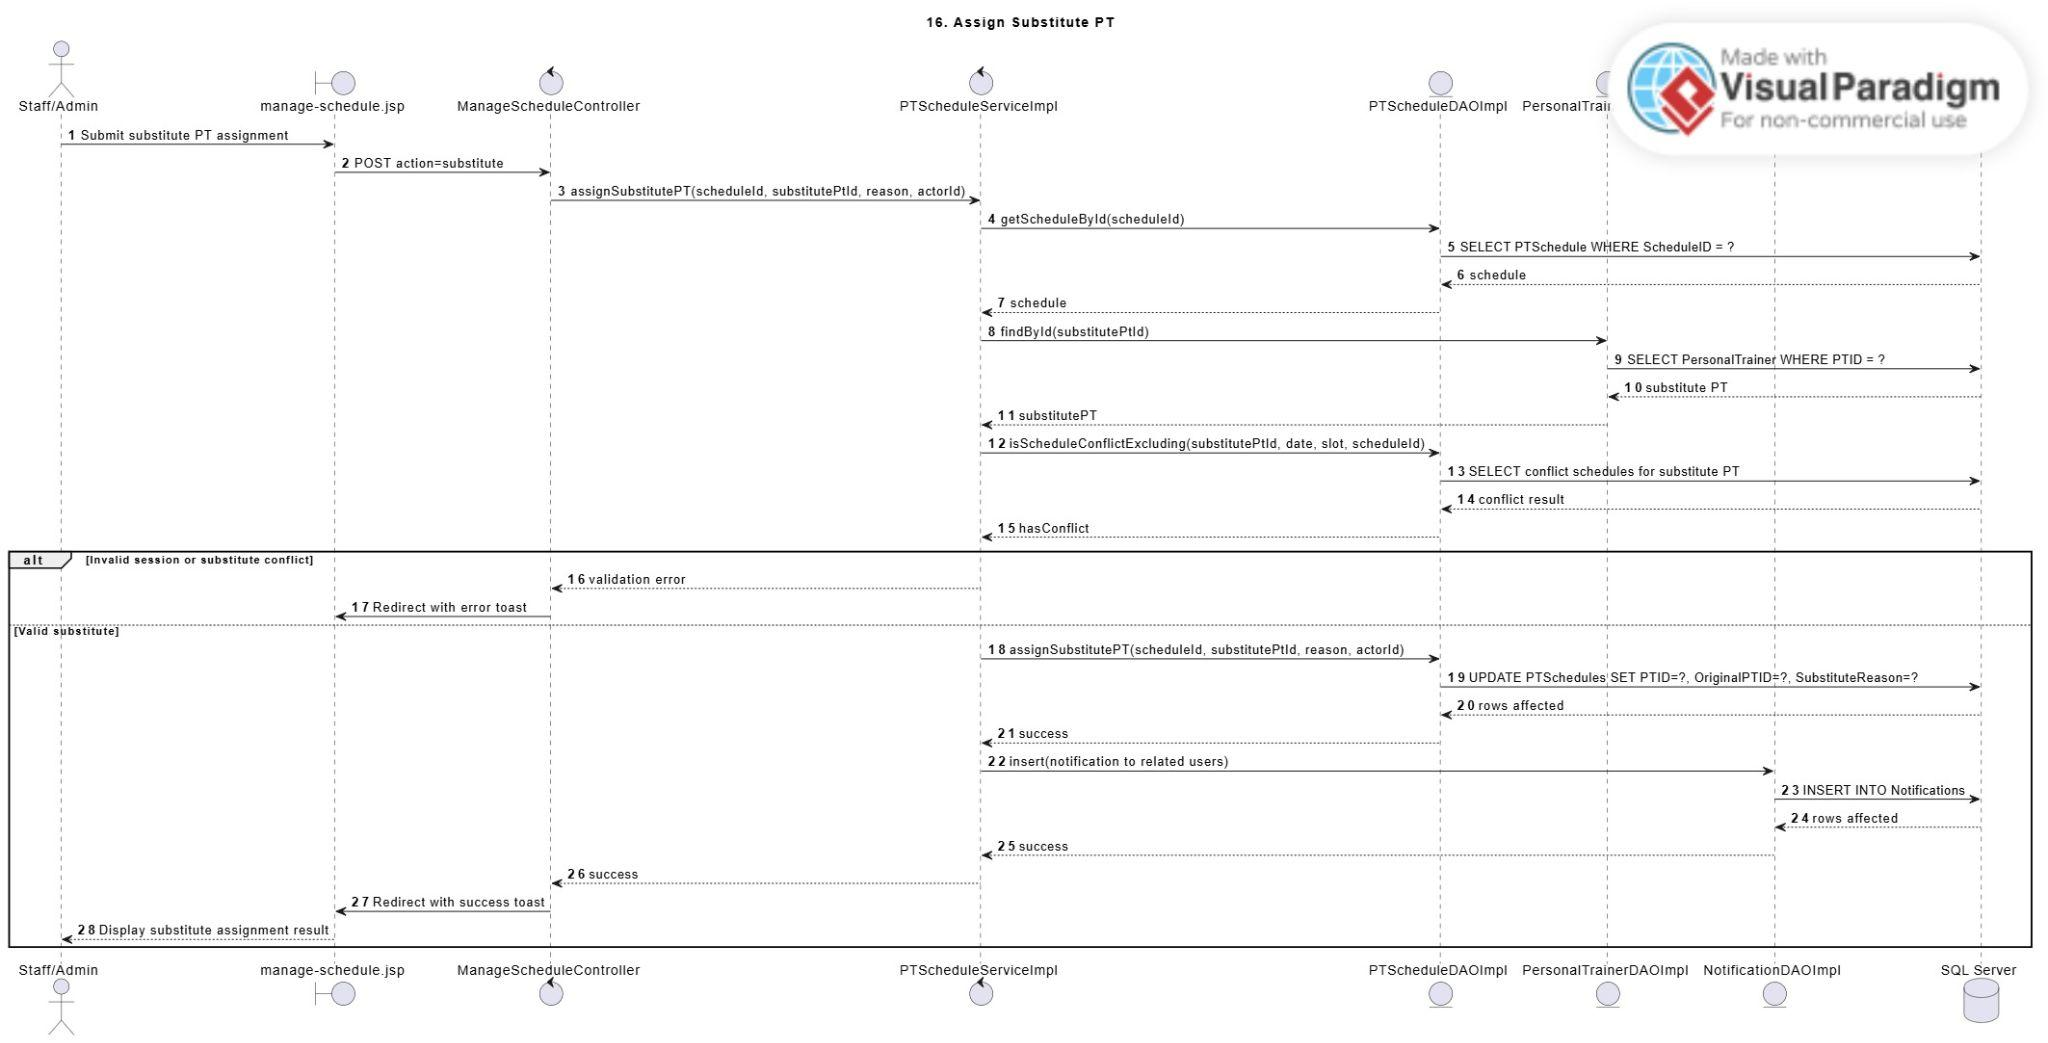 16. Assign Substitute PT
Made with
Visual Paradigm
For non-commercial use
Staff/Admin
manage-schedule.jsp
ManageScheduleController
PTScheduleServiceImpl
PTScheduleDAOImpl
1 Submit substitute PT assignment
2 POST action=substitute
3 assignSubstitutePT(scheduleId, substitutePtId, reason, actorId)
4 getScheduleById(scheduleId)
5 SELECT PTSchedule WHERE ScheduleID = ?
6 schedule
7 schedule
8 findById(substitutePtId)
9 SELECT PersonalTrainer WHERE PTID = ?
10 substitute PT
11 substitutePT
12 isScheduleConflictExcluding(substitutePtId, date, slot, scheduleId)
13 SELECT conflict schedules for substitute PT
14 conflict result
15 hasConflict
alt [Invalid session or substitute conflict]
16 validation error
17 Redirect with error toast
[Valid substitute]
18 assignSubstitutePT(scheduleId, substitutePtId, reason, actorId)
19 UPDATE PTSchedules SET PTID=?, OriginalPTID=?, SubstituteReason=?
20 rows affected
21 success
22 insert(notification to related users)
23 INSERT INTO Notifications
24 rows affected
25 success
26 success
27 Redirect with success toast
28 Display substitute assignment result
Staff/Admin
manage-schedule.jsp
ManageScheduleController
PTScheduleServiceImpl
PTScheduleDAOImpl
PersonalTrainerDAOImpl
NotificationDAOImpl
SQL Server